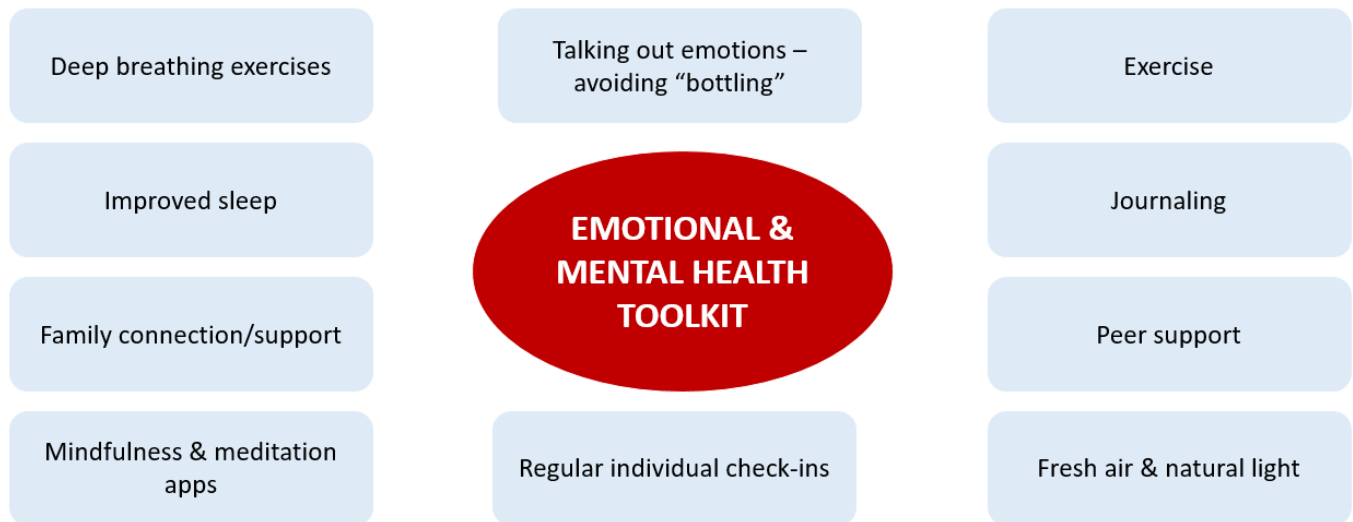 Deep breathing exercises
Talking out emotions –
avoiding “bottling”
Exercise
Improved sleep
EMOTIONAL &
MENTAL HEALTH
TOOLKIT
Journaling
Family connection/support
Peer support
Mindfulness & meditation
apps
Regular individual check-ins
Fresh air & natural light